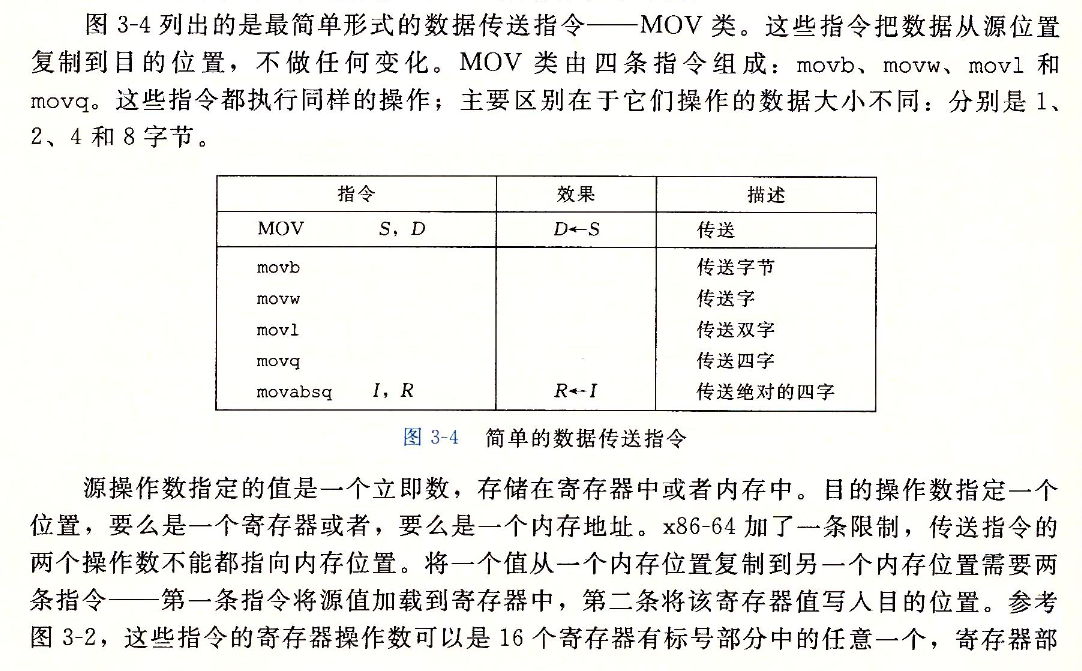 图 3-4 列出的是最简单形式的数据传送指令——MOV 类。这些指令把数据从源位置
复制到目的位置，不做任何变化。MOV 类由四条指令组成：movb、movw、movl 和
movq。这些指令都执行同样的操作；主要区别在于它们操作的数据大小不同：分别是 1、
2、4 和 8 字节。
指令 效果 描述
MOV S, D D←S 传送
movb 传送字节
movw 传送字
movl 传送双字
movq 传送四字
movabsq I, R R←I 传送绝对的四字
图 3-4 简单的数据传送指令
源操作数指定的值是一个立即数，存储在寄存器中或者内存中。目的操作数指定一个
位置，要么是一个寄存器或者，要么是一个内存地址。x86-64 加了一条限制，传送指令的
两个操作数不能都指向内存位置。将一个值从一个内存位置复制到另一个内存位置需要两
条指令——第一条指令将源值加载到寄存器中，第二条将该寄存器值写入目的位置。参考
图 3-2，这些指令的寄存器操作数可以是 16 个寄存器有标号部分中的任意一个，寄存器部